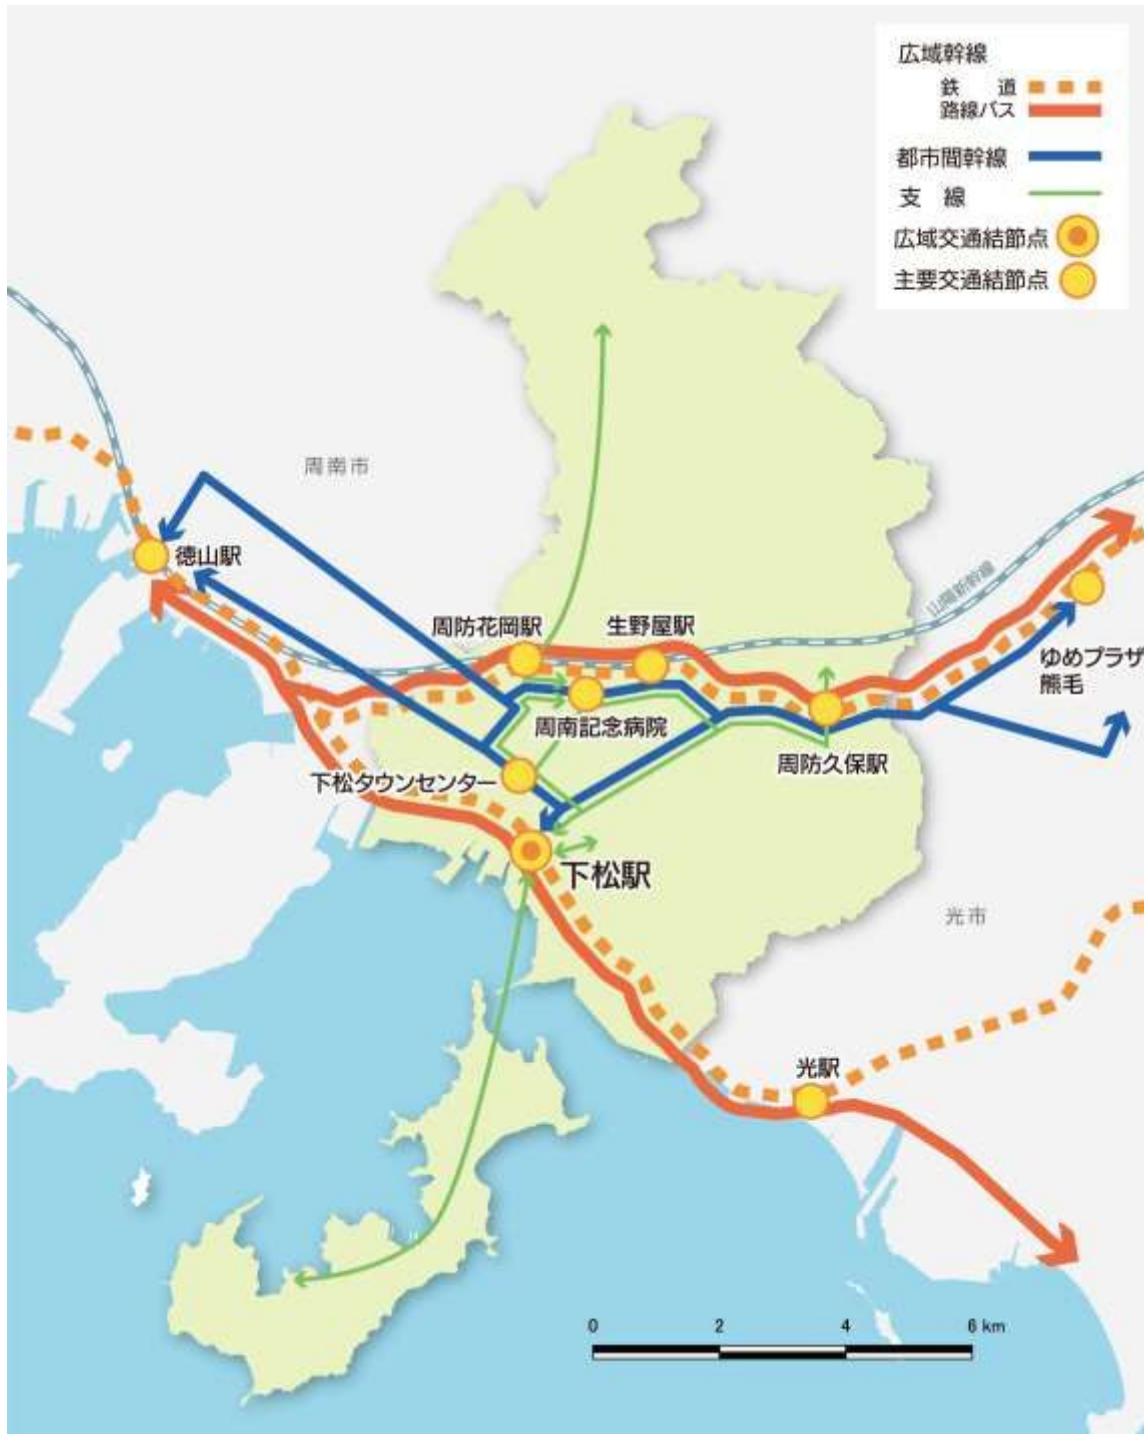 広域幹線
鉄　道
路線バス
都市間幹線
支　線
広域交通結節点
主要交通結節点
周南市
徳山駅
山陽新幹線
周防花岡駅
生野屋駅
ゆめプラザ
熊毛
周南記念病院
周防久保駅
下松タウンセンター
下松駅
光市
光駅
0 2 4 6 km